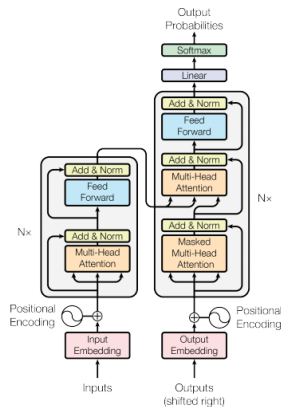 Output
Probabilities
Softmax
Linear
Add & Norm
Feed
Forward
Add & Norm
Multi-Head
Attention
Add & Norm
Masked
Multi-Head
Attention
N×
Positional
Encoding
Output
Embedding
Outputs
(shifted right)
Add & Norm
Feed
Forward
Add & Norm
Multi-Head
Attention
N×
Positional
Encoding
Input
Embedding
Inputs